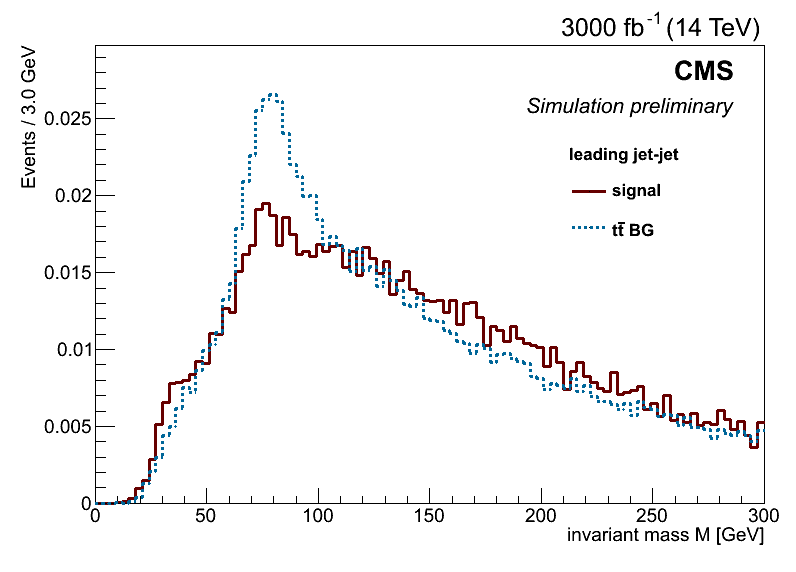 3000 fb⁻¹ (14 TeV)
CMS
Simulation preliminary
leading jet-jet
signal
tt̄ BG
Events / 3.0 GeV
0.025
0.02
0.015
0.01
0.005
0
0 50 100 150 200 250 300
invariant mass M [GeV]